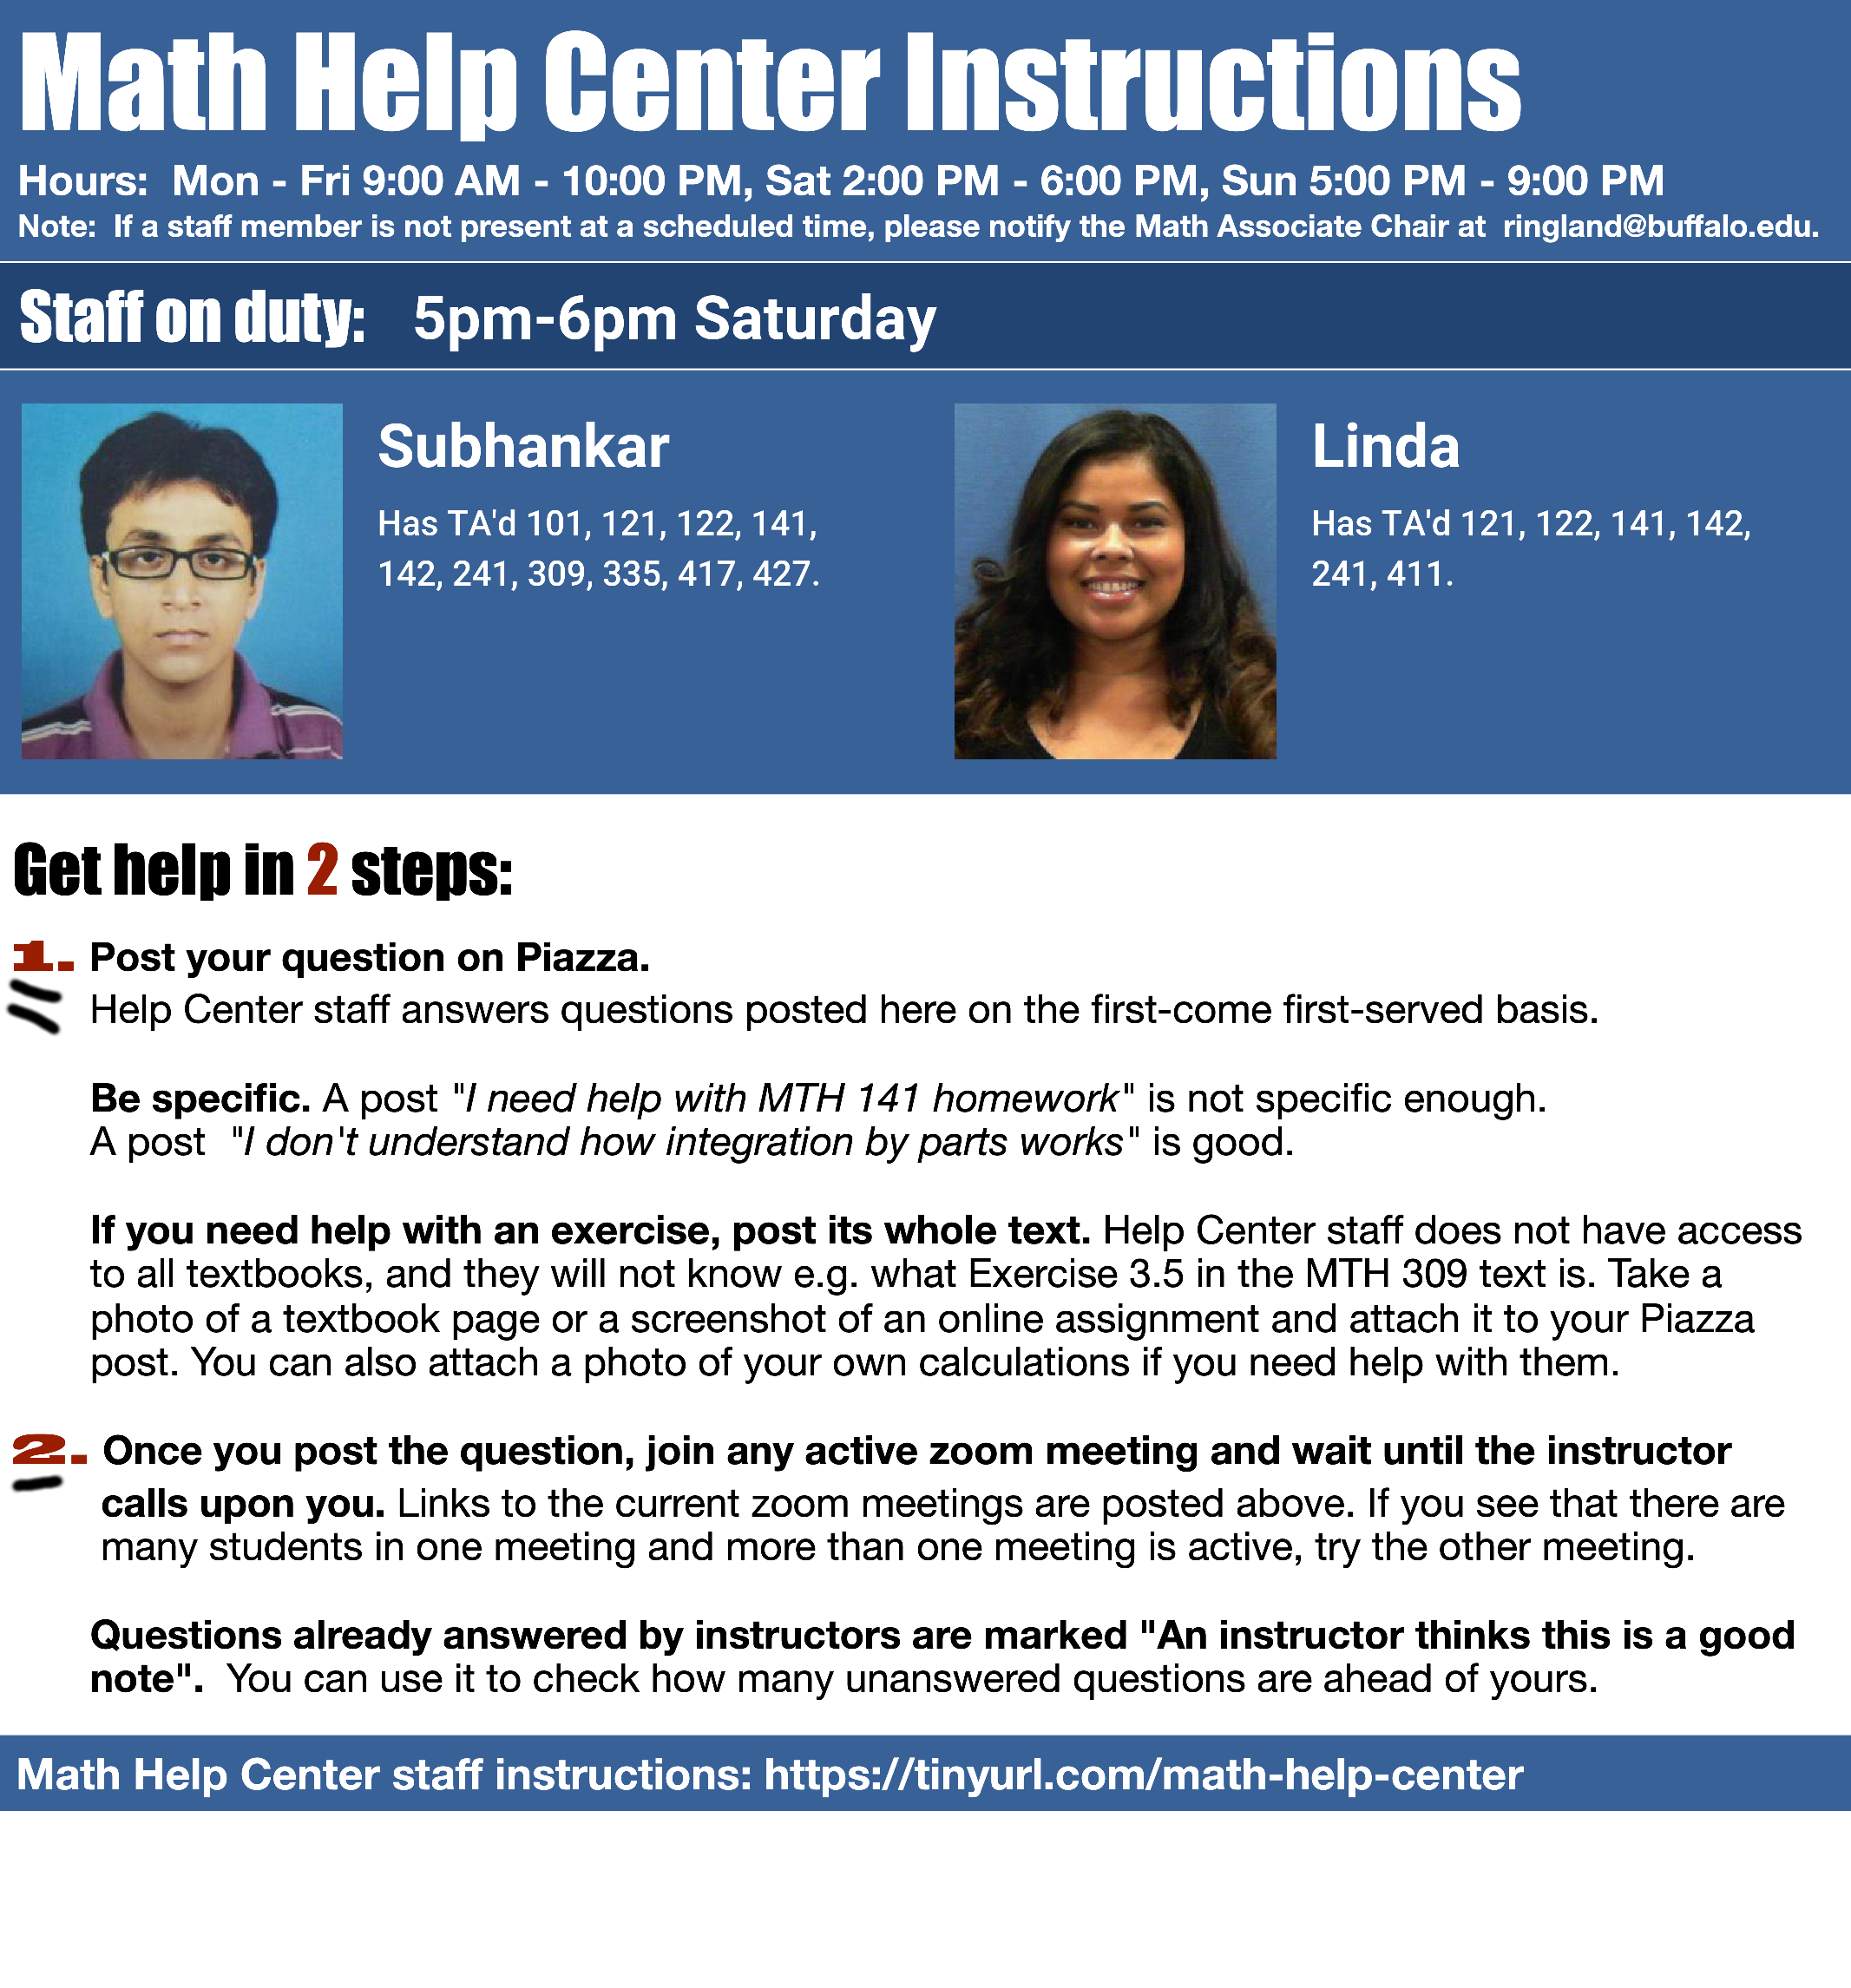 Math Help Center Instructions
Hours:  Mon - Fri 9:00 AM - 10:00 PM, Sat 2:00 PM - 6:00 PM, Sun 5:00 PM - 9:00 PM
Note:  If a staff member is not present at a scheduled time, please notify the Math Associate Chair at  ringland@buffalo.edu.
Staff on duty: 5pm-6pm Saturday
Subhankar
Has TA'd 101, 121, 122, 141,
142, 241, 309, 335, 417, 427.
Linda
Has TA'd 121, 122, 141, 142,
241, 411.
Get help in 2 steps:
1. Post your question on Piazza.
Help Center staff answers questions posted here on the first-come first-served basis.
Be specific. A post "I need help with MTH 141 homework" is not specific enough.
A post  "I don't understand how integration by parts works" is good.
If you need help with an exercise, post its whole text. Help Center staff does not have access
to all textbooks, and they will not know e.g. what Exercise 3.5 in the MTH 309 text is. Take a
photo of a textbook page or a screenshot of an online assignment and attach it to your Piazza
post. You can also attach a photo of your own calculations if you need help with them.
2. Once you post the question, join any active zoom meeting and wait until the instructor
calls upon you. Links to the current zoom meetings are posted above. If you see that there are
many students in one meeting and more than one meeting is active, try the other meeting.
Questions already answered by instructors are marked "An instructor thinks this is a good
note".  You can use it to check how many unanswered questions are ahead of yours.
Math Help Center staff instructions: https://tinyurl.com/math-help-center